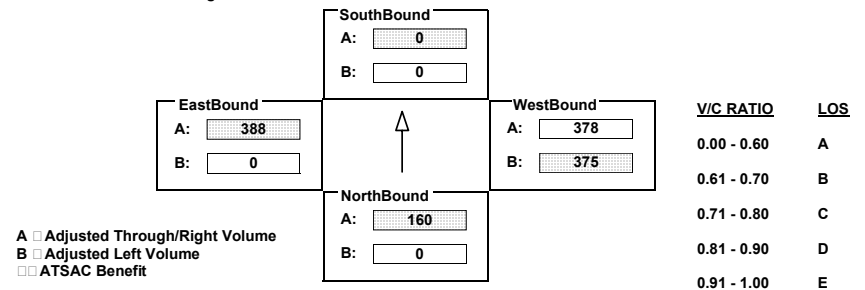 SouthBound
A: 0
B: 0
EastBound
A: 388
B: 0
WestBound
A: 378
B: 375
NorthBound
A: 160
B: 0
A □ Adjusted Through/Right Volume
B □ Adjusted Left Volume
□□ ATSAC Benefit
V/C RATIO LOS
0.00 - 0.60 A
0.61 - 0.70 B
0.71 - 0.80 C
0.81 - 0.90 D
0.91 - 1.00 E